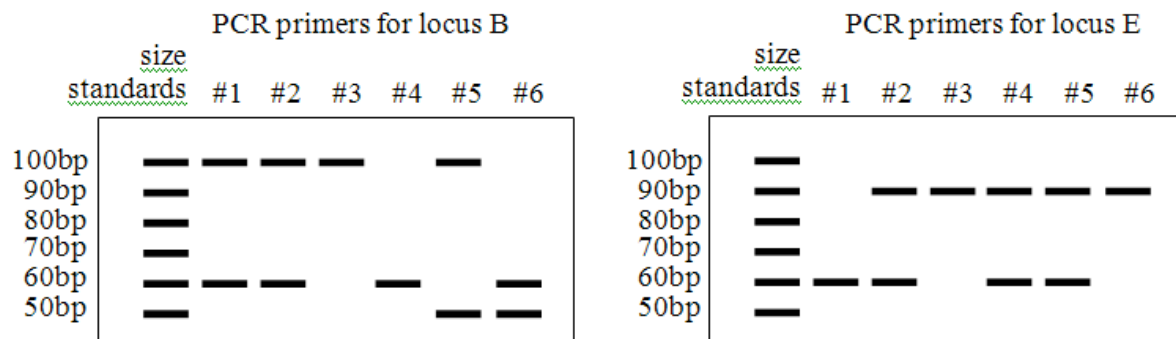 PCR primers for locus B
size
standards #1 #2 #3 #4 #5 #6
100bp
90bp
80bp
70bp
60bp
50bp
PCR primers for locus E
size
standards #1 #2 #3 #4 #5 #6
100bp
90bp
80bp
70bp
60bp
50bp